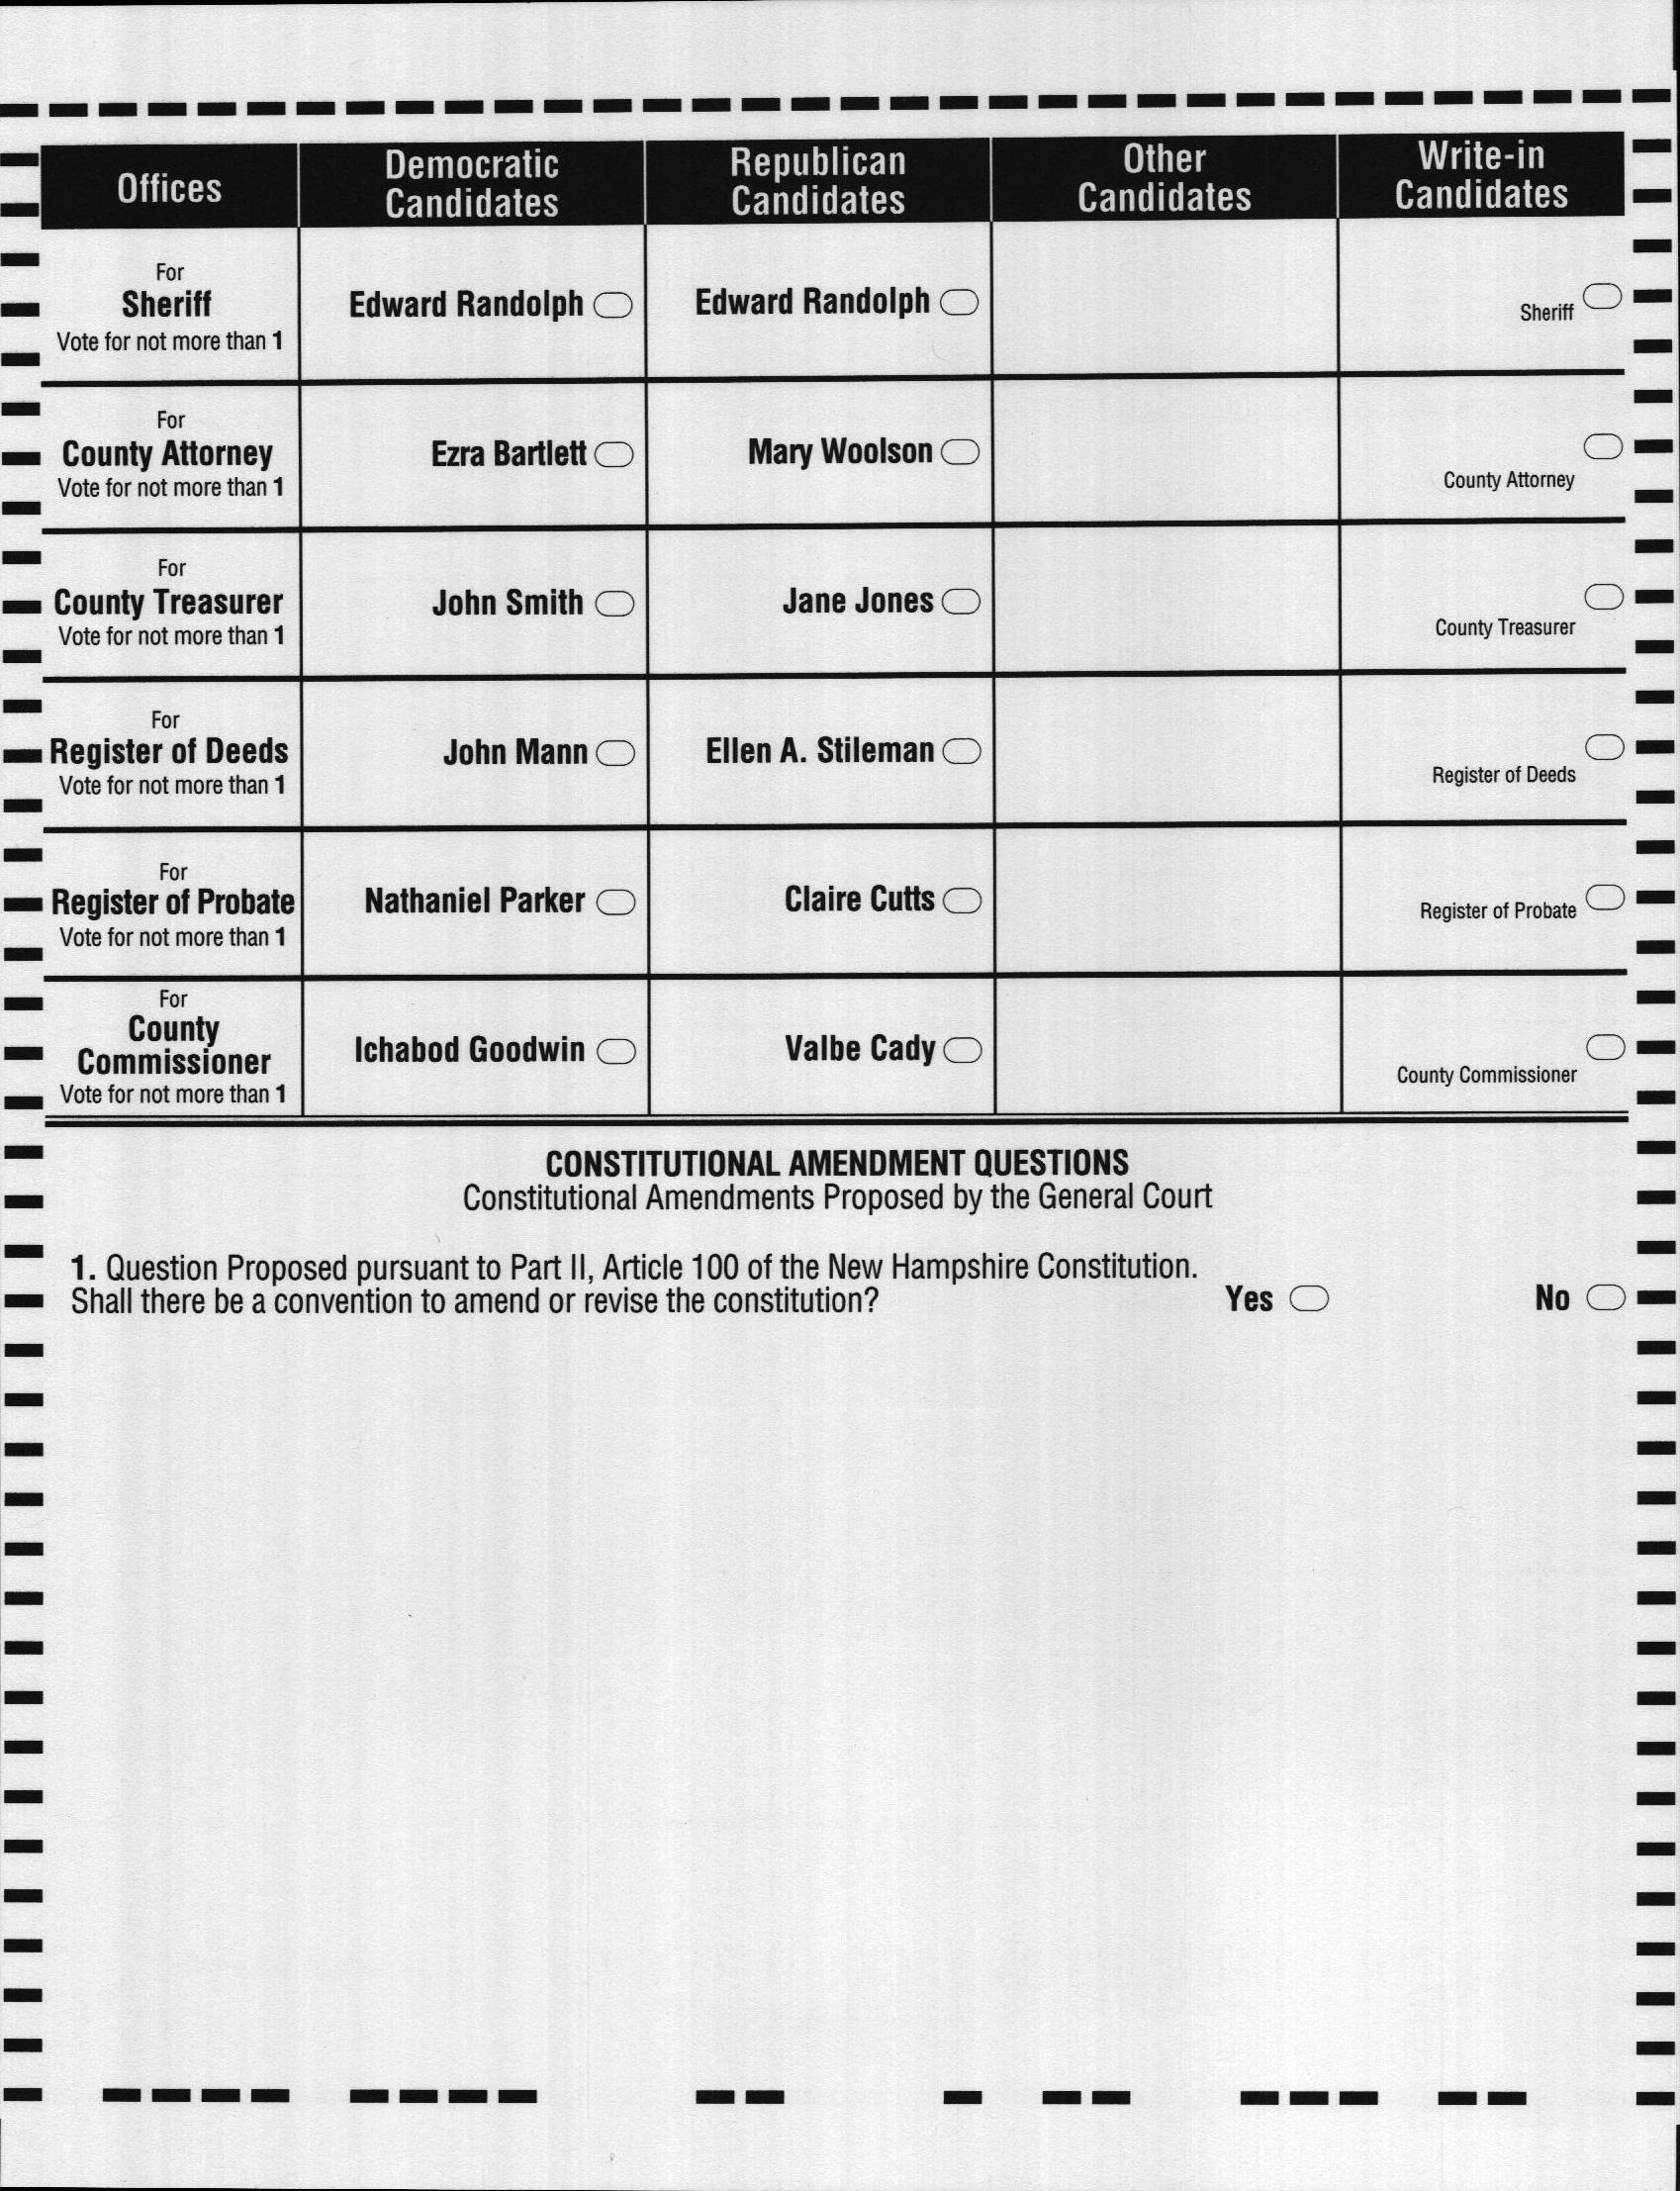 Offices
Democratic
Candidates
Republican
Candidates
Other
Candidates
Write-in
Candidates
For
Sheriff
Vote for not more than 1
Edward Randolph
Edward Randolph
Sheriff
For
County Attorney
Vote for not more than 1
Ezra Bartlett
Mary Woolson
County Attorney
For
County Treasurer
Vote for not more than 1
John Smith
Jane Jones
County Treasurer
For
Register of Deeds
Vote for not more than 1
John Mann
Ellen A. Stileman
Register of Deeds
For
Register of Probate
Vote for not more than 1
Nathaniel Parker
Claire Cutts
Register of Probate
For
County
Commissioner
Vote for not more than 1
Ichabod Goodwin
Valbe Cady
County Commissioner
CONSTITUTIONAL AMENDMENT QUESTIONS
Constitutional Amendments Proposed by the General Court
1. Question Proposed pursuant to Part II, Article 100 of the New Hampshire Constitution.
Shall there be a convention to amend or revise the constitution?
Yes
No